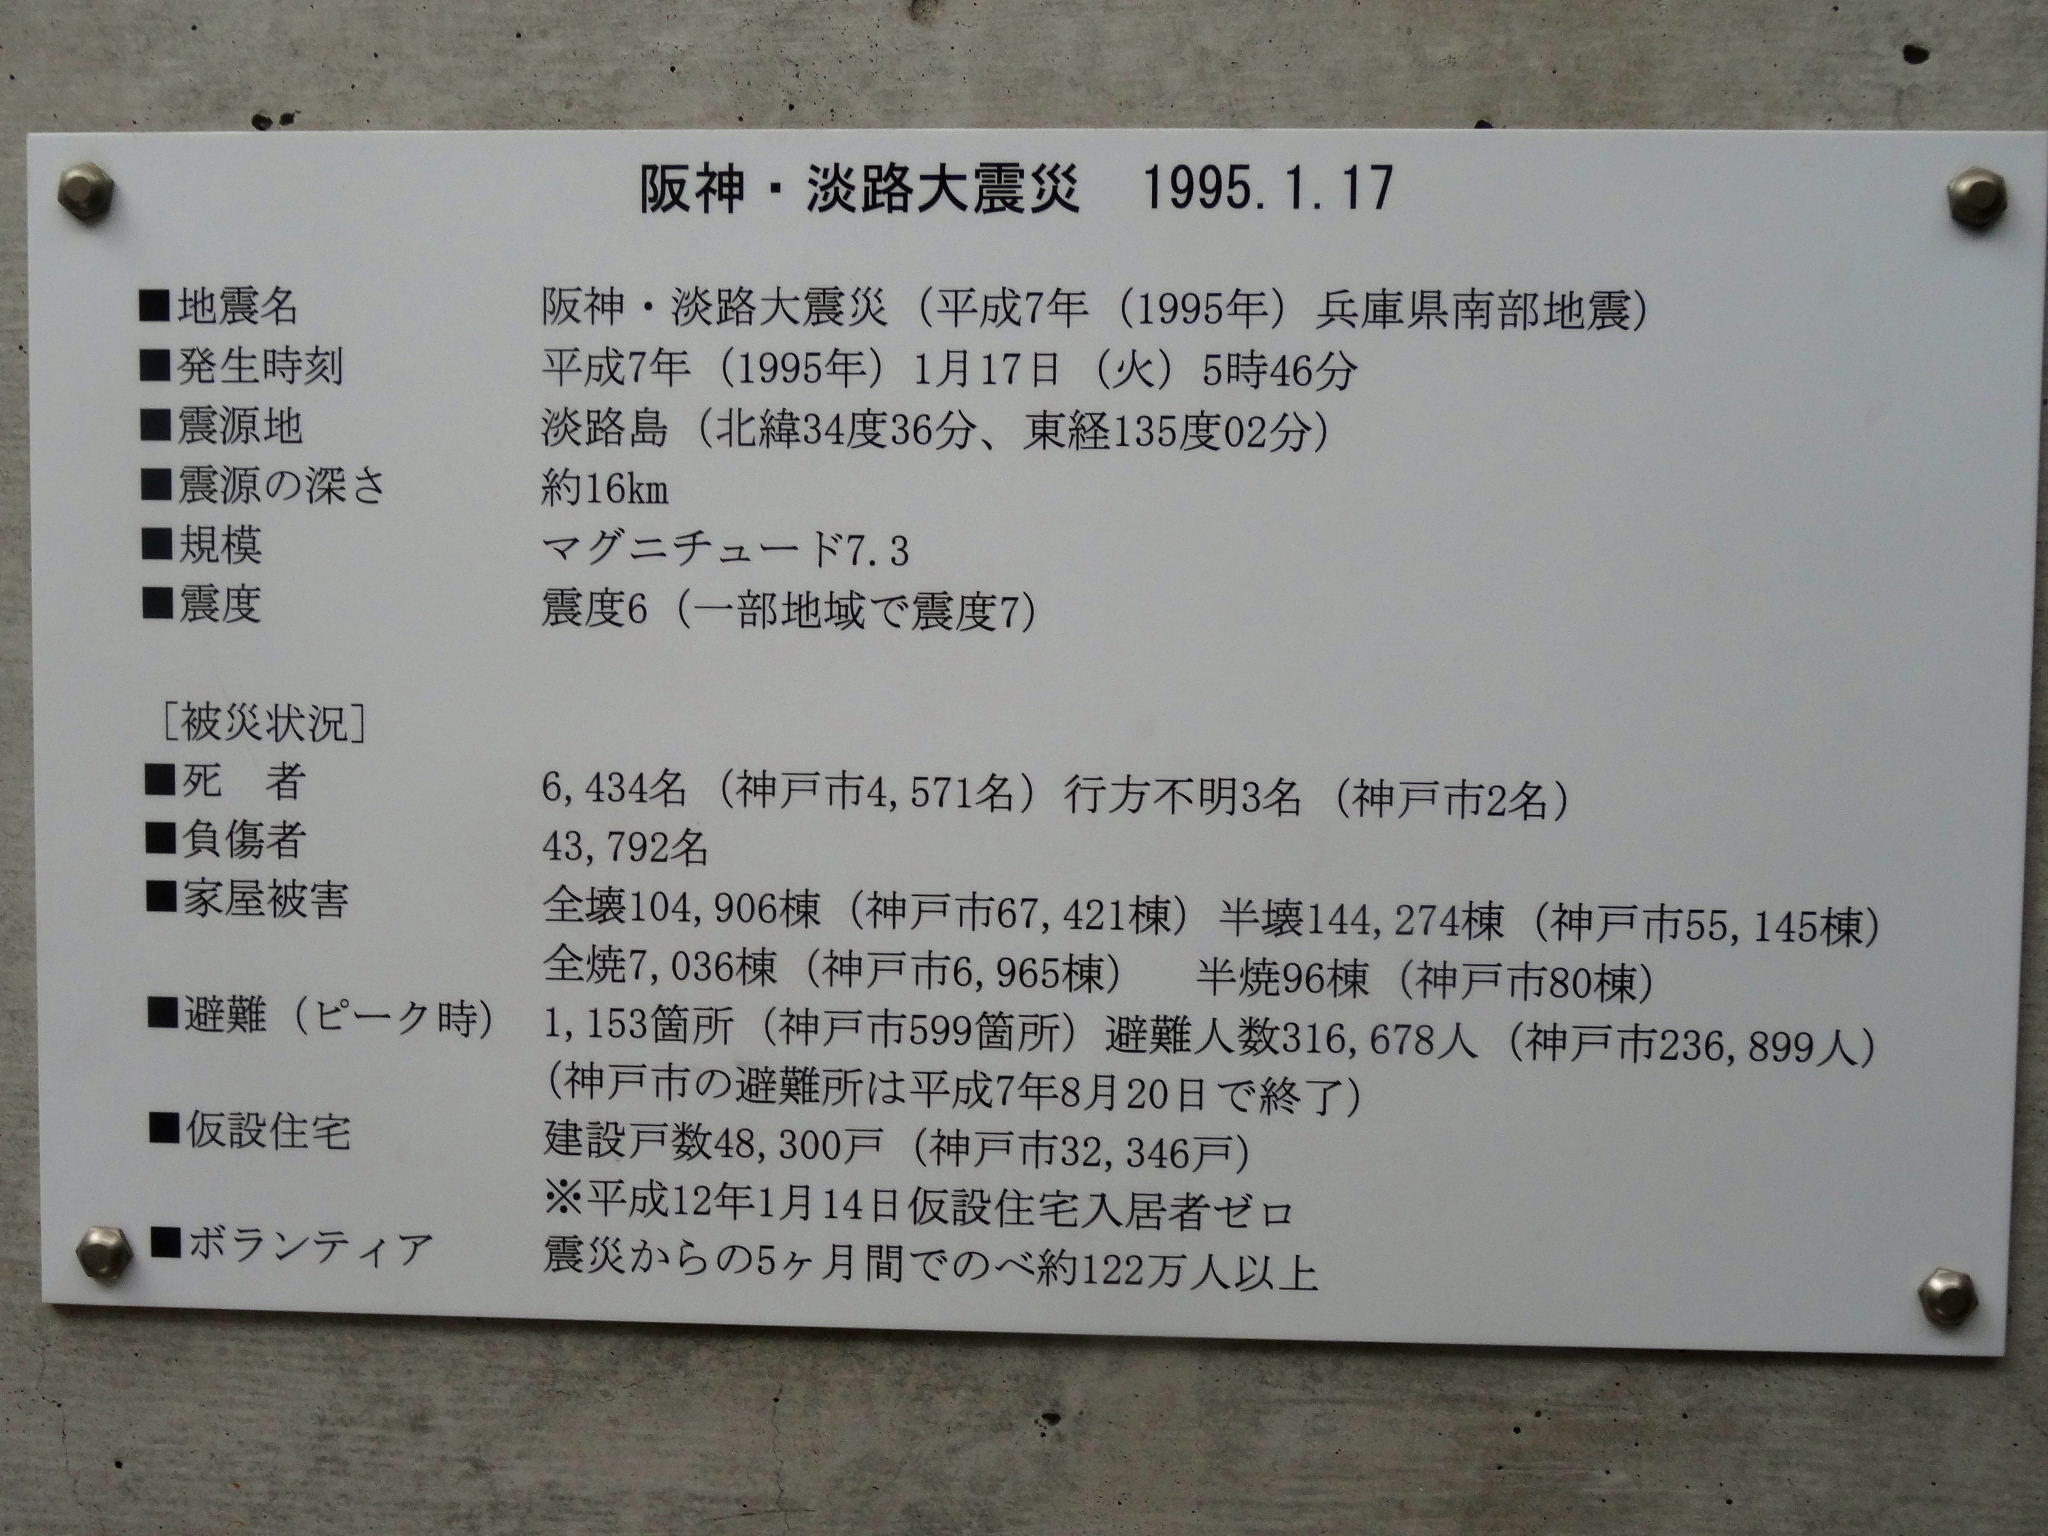 阪神・淡路大震災　1995.1.17
■地震名　阪神・淡路大震災（平成7年（1995年）兵庫県南部地震）
■発生時刻　平成7年（1995年）1月17日（火）5時46分
■震源地　淡路島（北緯34度36分、東経135度02分）
■震源の深さ　約16km
■規模　マグニチュード7.3
■震度　震度6（一部地域で震度7）
［被災状況］
■死　者　6,434名（神戸市4,571名）行方不明3名（神戸市2名）
■負傷者　43,792名
■家屋被害　全壊104,906棟（神戸市67,421棟）半壊144,274棟（神戸市55,145棟）
全焼7,036棟（神戸市6,965棟）　半焼96棟（神戸市80棟）
■避難（ピーク時）　1,153箇所（神戸市599箇所）避難人数316,678人（神戸市236,899人）
（神戸市の避難所は平成7年8月20日で終了）
■仮設住宅　建設戸数48,300戸（神戸市32,346戸）
※平成12年1月14日仮設住宅入居者ゼロ
■ボランティア　震災からの5ヶ月間でのべ約122万人以上